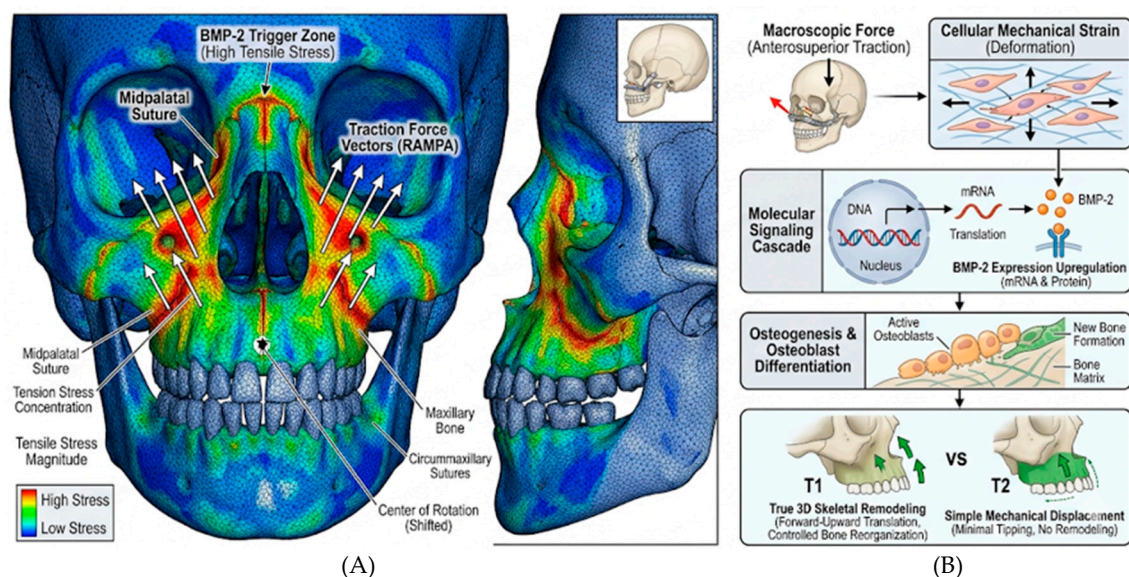 BMP-2 Trigger Zone
(High Tensile Stress)
Midpalatal
Suture
Traction Force
Vectors (RAMPA)
Midpalatal
Suture
Tension Stress
Concentration
Tensile Stress
Magnitude
High Stress
Low Stress
Maxillary
Bone
Circummaxillary
Sutures
Center of Rotation
(Shifted)
(A)
Macroscopic Force
(Anterosuperior Traction)
Cellular Mechanical Strain
(Deformation)
Molecular
Signaling
Cascade
DNA
Nucleus
mRNA
Translation
BMP-2
BMP-2 Expression Upregulation
(mRNA & Protein)
Osteogenesis &
Osteoblast
Differentiation
Active
Osteoblasts
New Bone
Formation
Bone
Matrix
T1
VS
T2
True 3D Skeletal Remodeling
(Forward-Upward Translation,
Controlled Bone Reorganization)
Simple Mechanical Displacement
(Minimal Tipping, No Remodeling)
(B)